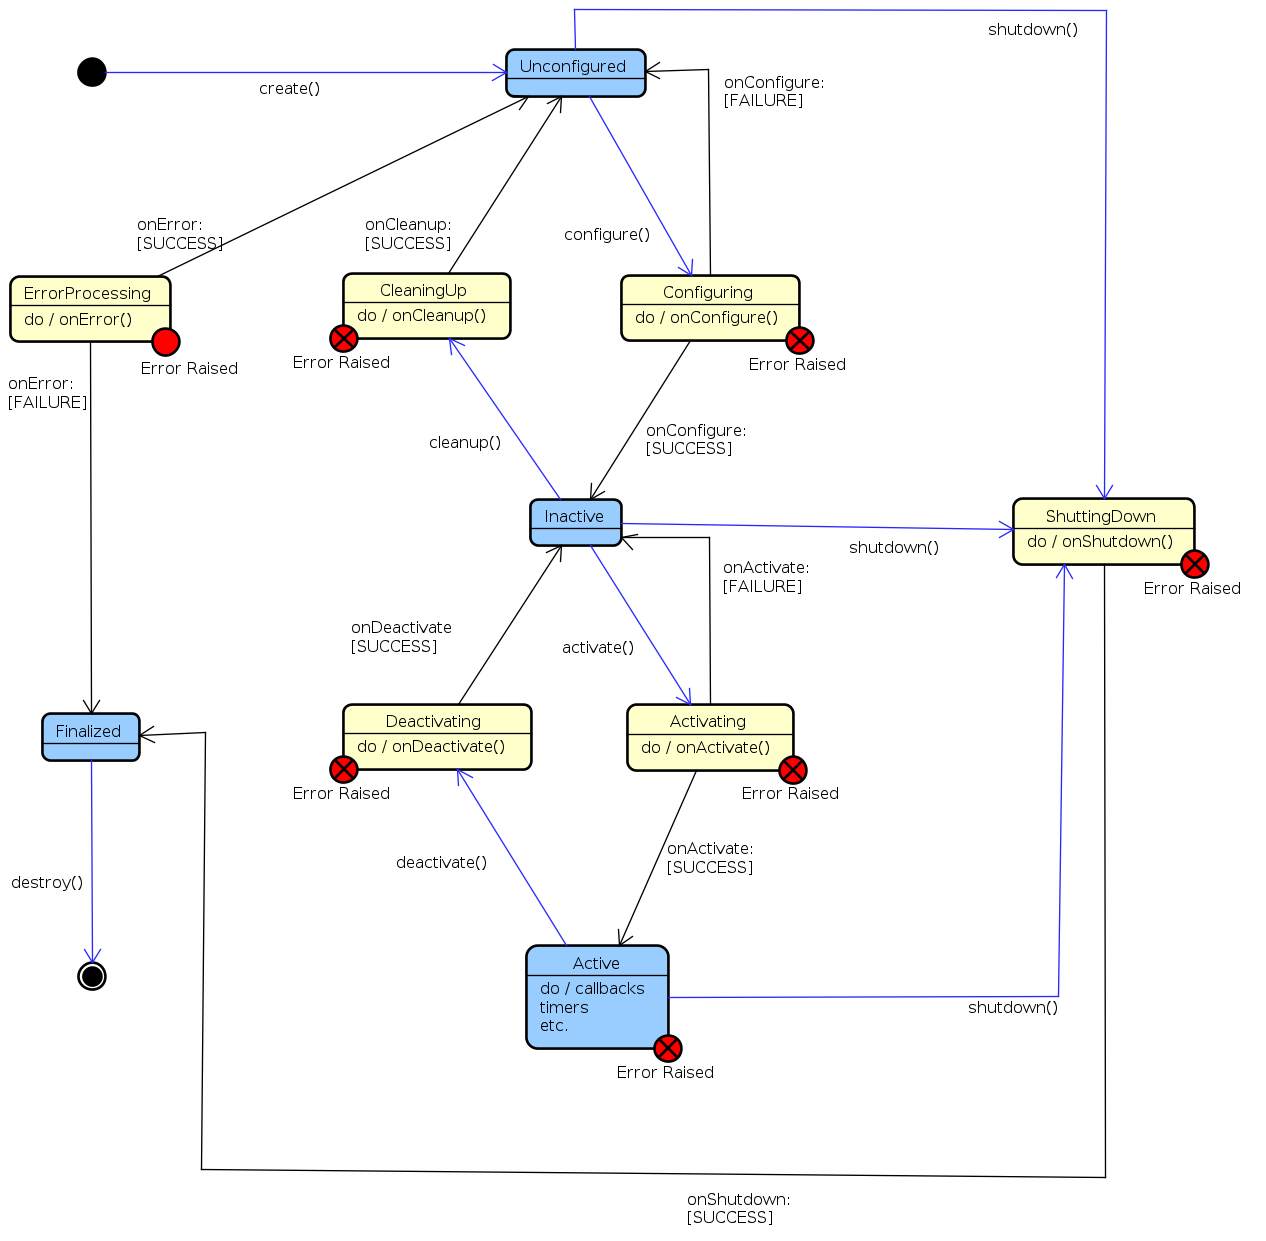 shutdown()
Unconfigured
create()
onConfigure:
[FAILURE]
onError:
[SUCCESS]
onCleanup:
[SUCCESS]
configure()
ErrorProcessing
do / onError()
Error Raised
CleaningUp
do / onCleanup()
Error Raised
Configuring
do / onConfigure()
Error Raised
onError:
[FAILURE]
cleanup()
onConfigure:
[SUCCESS]
Inactive
shutdown()
ShuttingDown
do / onShutdown()
Error Raised
onActivate:
[FAILURE]
onDeactivate
[SUCCESS]
activate()
Finalized
Deactivating
do / onDeactivate()
Error Raised
Activating
do / onActivate()
Error Raised
deactivate()
onActivate:
[SUCCESS]
destroy()
Active
do / callbacks
timers
etc.
Error Raised
shutdown()
onShutdown:
[SUCCESS]